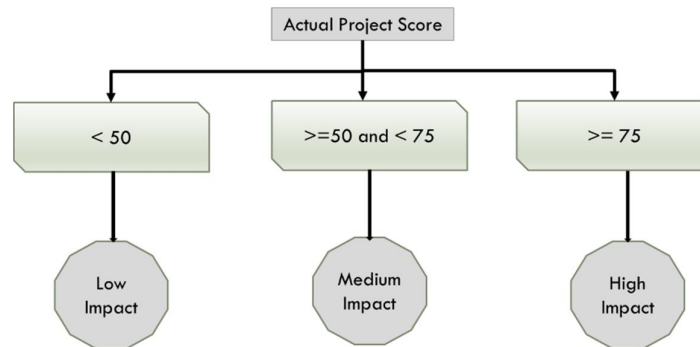 Actual Project Score
< 50
>=50 and < 75
>= 75
Low
Impact
Medium
Impact
High
Impact